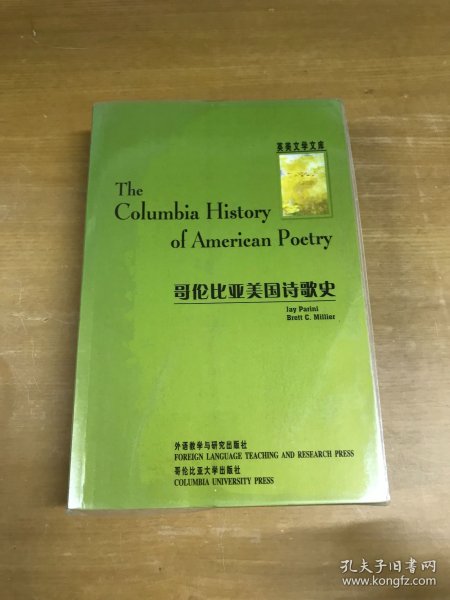 英美文学文库
The
Columbia History
of American Poetry
哥伦比亚美国诗歌史
Jay Parini
Brett C. Millier
外语教学与研究出版社
FOREIGN LANGUAGE TEACHING AND RESEARCH PRESS
哥伦比亚大学出版社
COLUMBIA UNIVERSITY PRESS
孔夫子旧书网
www.kongfz.com